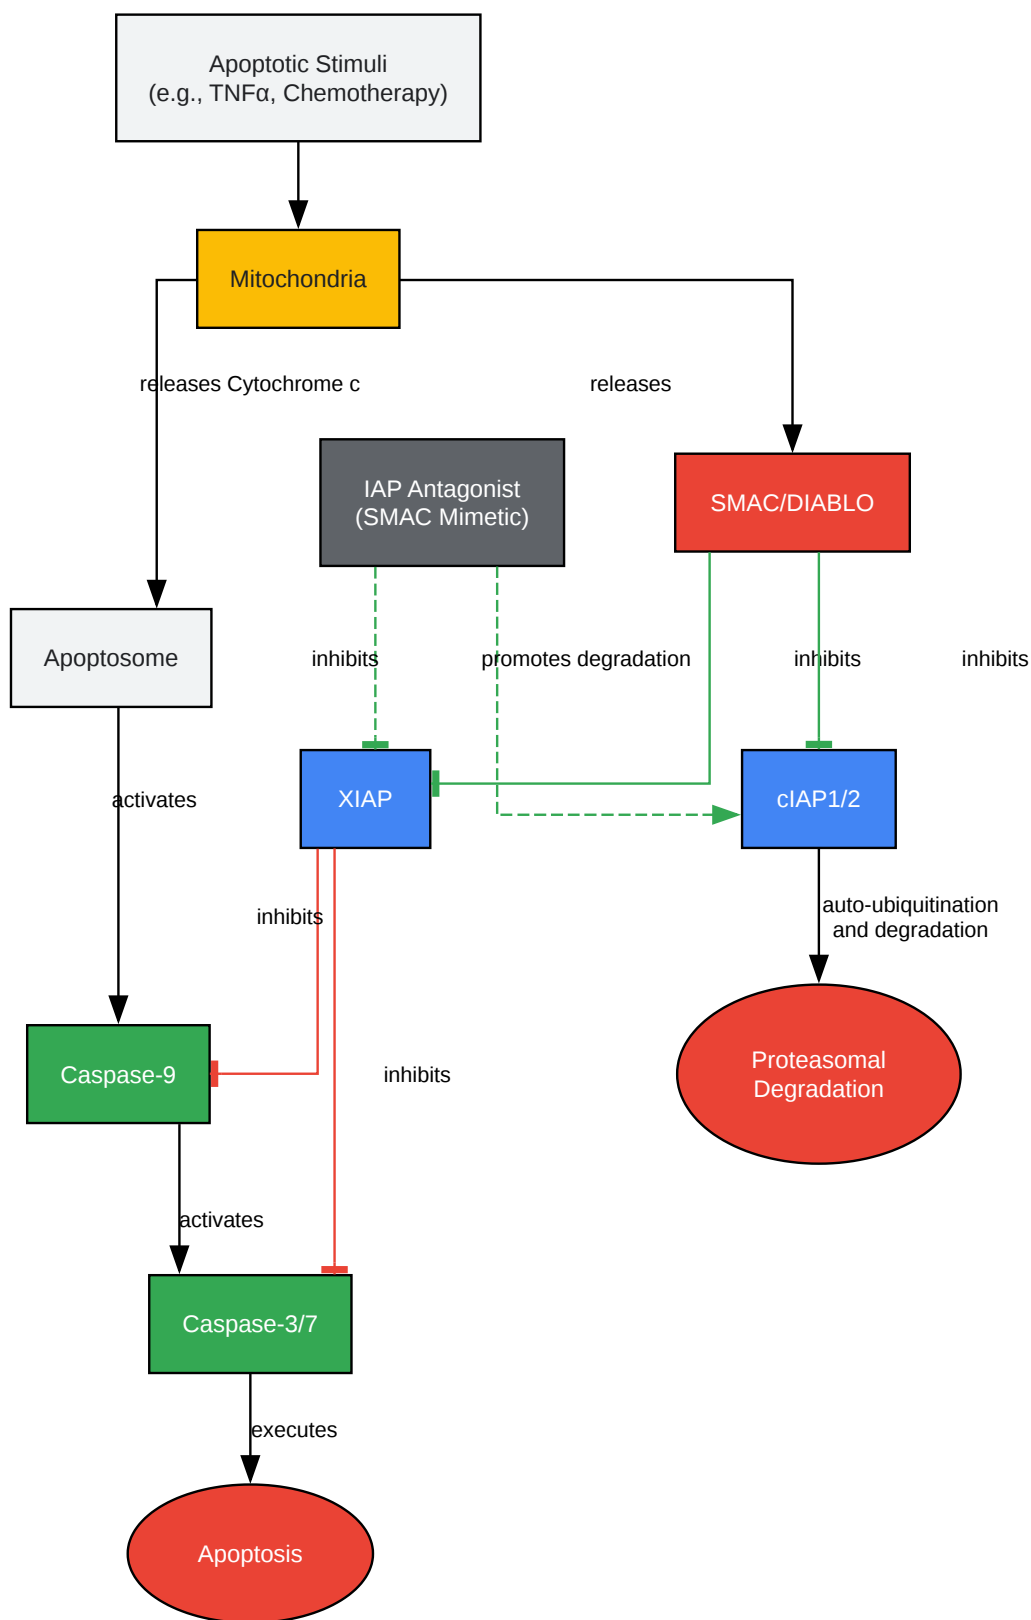 Apoptotic Stimuli
(e.g., TNFα, Chemotherapy)
Mitochondria
releases Cytochrome c
releases
IAP Antagonist
(SMAC Mimetic)
SMAC/DIABLO
Apoptosome
inhibits
promotes degradation
inhibits
inhibits
activates
XIAP
cIAP1/2
inhibits
auto-ubiquitination
and degradation
Caspase-9
inhibits
Proteasomal
Degradation
activates
Caspase-3/7
executes
Apoptosis